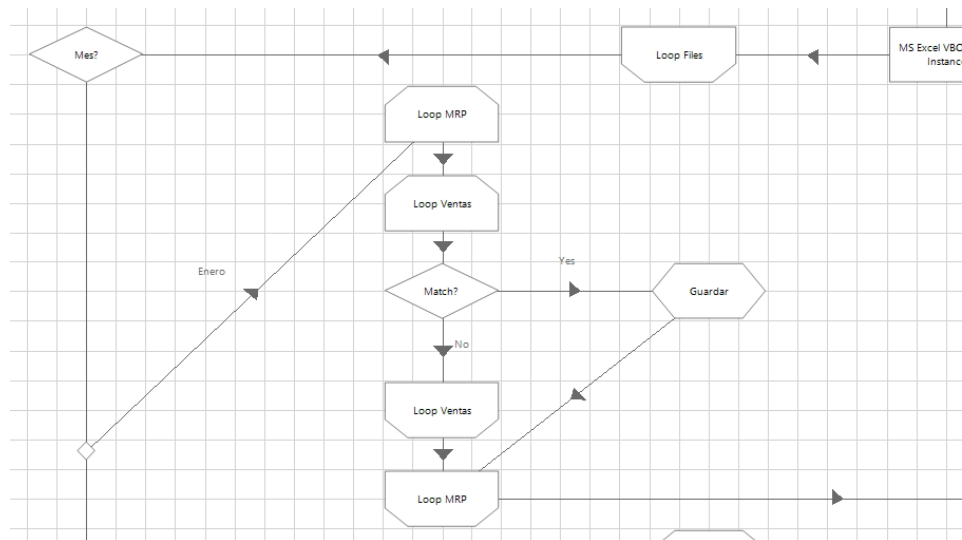 Mes?
Loop Files
MS Excel VBO
Instance
Loop MRP
Loop Ventas
Enero
Match?
Yes
Guardar
No
Loop Ventas
Loop MRP